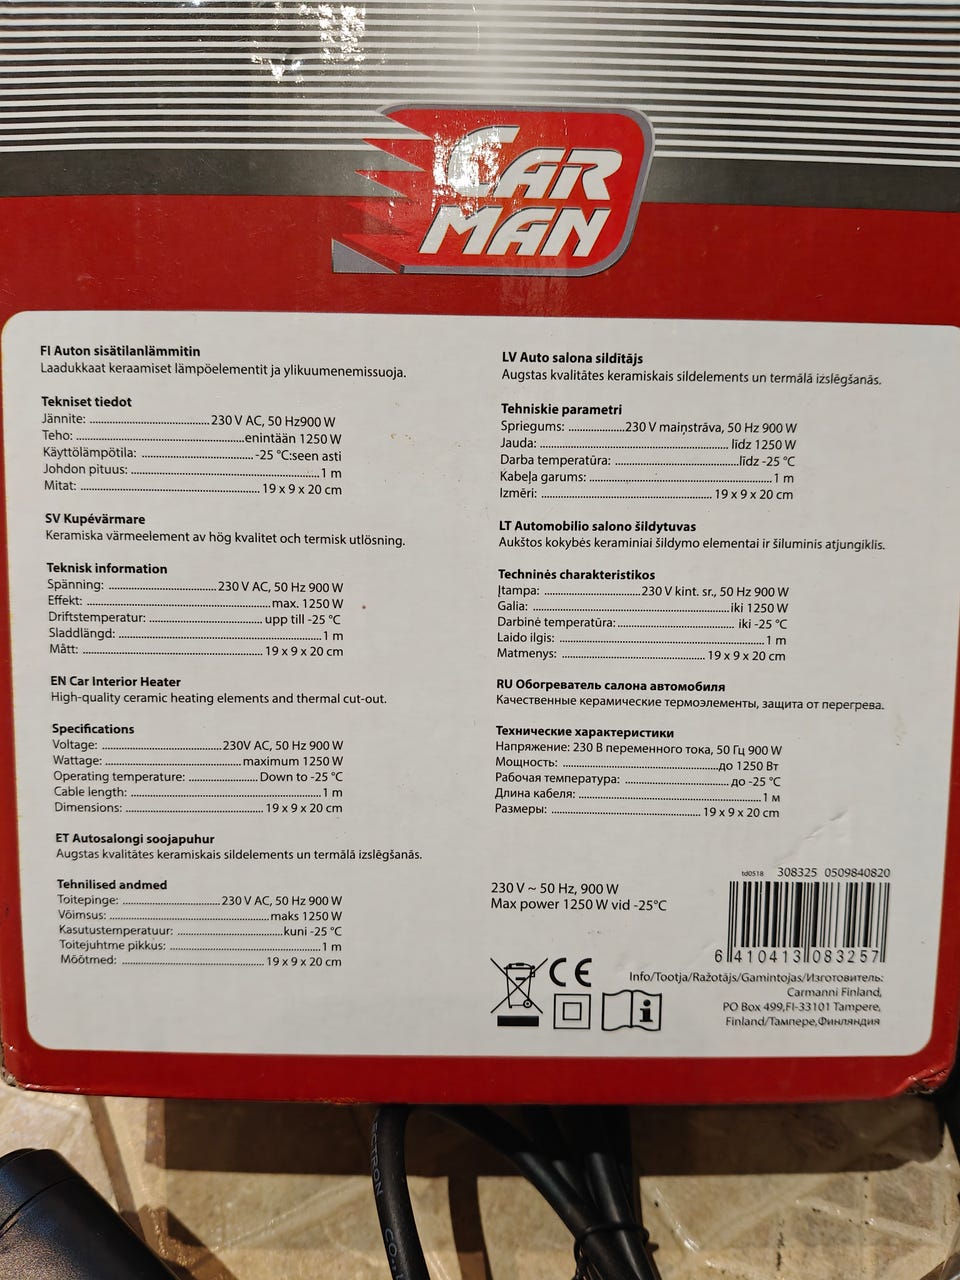 CAR
MAN
FI Auton sisätilanlämmitin
Laadukkaat keraamiset lämpöelementit ja ylikuumenemissuoja.
Tekniset tiedot
Jännite: ....................................230 V AC, 50 Hz900 W
Teho: ..................................................enintään 1250 W
Käyttölämpötila: ..................................-25 °C:seen asti
Johdon pituus: .........................................................1 m
Mitat: ......................................................19 x 9 x 20 cm
SV Kupévärmare
Keramiska värmeelement av hög kvalitet och termisk utlösning.
Teknisk information
Spänning: ................................230 V AC, 50 Hz 900 W
Effekt: .......................................................max. 1250 W
Driftstemperatur: ..................................upp till -25 °C
Sladdlängd: .............................................................1 m
Mått: ......................................................19 x 9 x 20 cm
EN Car Interior Heater
High-quality ceramic heating elements and thermal cut-out.
Specifications
Voltage: ....................................230V AC, 50 Hz 900 W
Wattage: ..........................................maximum 1250 W
Operating temperature: .....................Down to -25 °C
Cable length: ..........................................................1 m
Dimensions: .........................................19 x 9 x 20 cm
ET Autosalongi soojapuhur
Augstas kvalitātes keramiskais sildelements un termālā izslēgšanās.
Tehnilised andmed
Toitepinge: ..............................230 V AC, 50 Hz 900 W
Võimsus: ................................................maks 1250 W
Kasutustemperatuur: ................................kuni -25 °C
Toitejuhtme pikkus: ..............................................1 m
Mõõtmed: ...........................................19 x 9 x 20 cm
LV Auto salona sildītājs
Augstas kvalitātes keramiskais sildelements un termālā izslēgšanās.
Tehniskie parametri
Spriegums: .................230 V maiņstrāva, 50 Hz 900 W
Jauda: ......................................................līdz 1250 W
Darba temperatūra: ......................................līdz -25 °C
Kabeļa garums: .......................................................1 m
Izmēri: ...................................................19 x 9 x 20 cm
LT Automobilio salono šildytuvas
Aukštos kokybės keraminiai šildymo elementai ir šiluminis atjungiklis.
Techninės charakteristikos
Įtampa: .............................230 V kint. sr., 50 Hz 900 W
Galia: ............................................................iki 1250 W
Darbinė temperatūra: ................................... iki -25 °C
Laido ilgis: ...............................................................1 m
Matmenys: ...........................................19 x 9 x 20 cm
RU Обогреватель салона автомобиля
Качественные керамические термоэлементы, защита от перегрева.
Технические характеристики
Напряжение: 230 В переменного тока, 50 Гц 900 W
Мощность: ................................................до 1250 Вт
Рабочая температура: ................................до -25 °C
Длина кабеля: .......................................................1 м
Размеры: ............................................19 x 9 x 20 cm
230 V ~ 50 Hz, 900 W
Max power 1250 W vid -25°C
td0518 308325 0509840820
6 410413 083257
CE
Info/Tootja/Ražotājs/Gamintojas/Изготовитель:
Carmanni Finland,
PO Box 499,FI-33101 Tampere,
Finland/Тампере,Финляндия